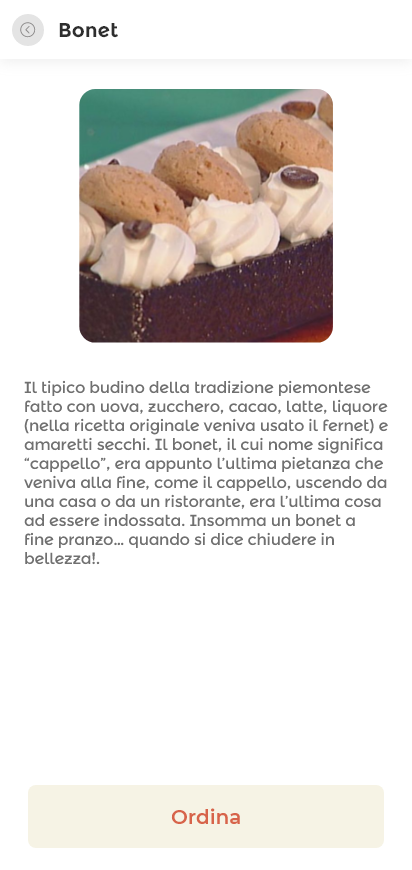 Bonet
Il tipico budino della tradizione piemontese
fatto con uova, zucchero, cacao, latte, liquore
(nella ricetta originale veniva usato il fernet) e
amaretti secchi. Il bonet, il cui nome significa
“cappello”, era appunto l’ultima pietanza che
veniva alla fine, come il cappello, uscendo da
una casa o da un ristorante, era l’ultima cosa
ad essere indossata. Insomma un bonet a
fine pranzo… quando si dice chiudere in
bellezza!.
Ordina